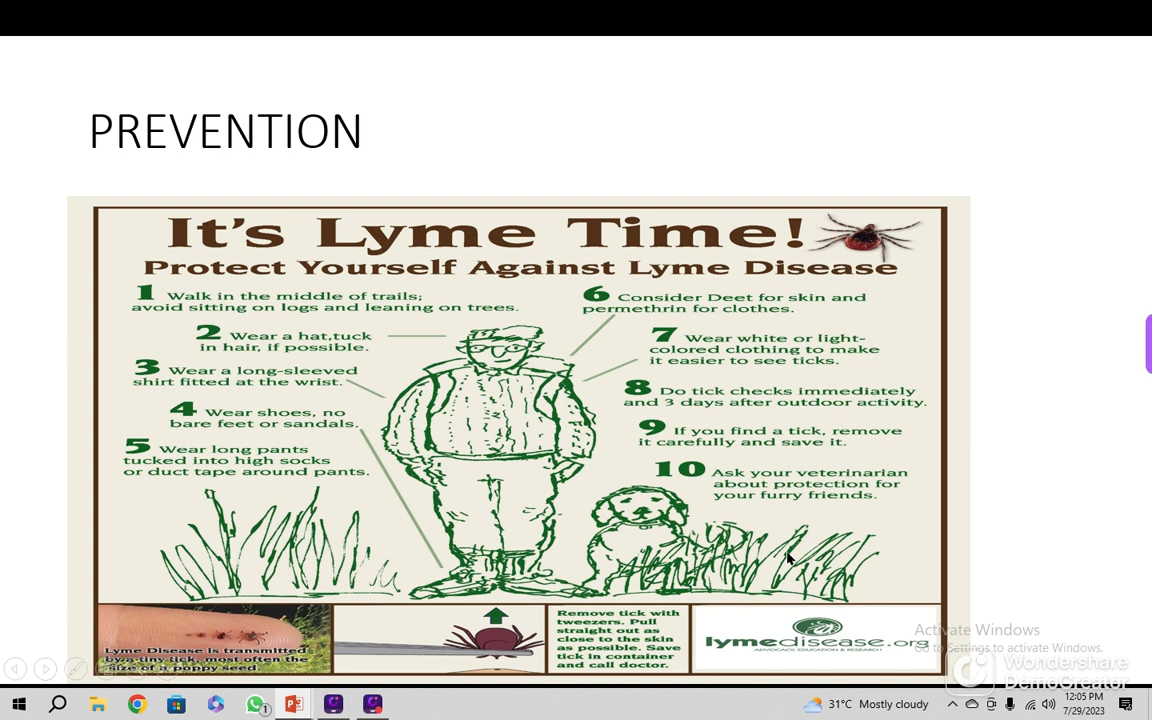 PREVENTION
It's Lyme Time!
Protect Yourself Against Lyme Disease
1 Walk in the middle of trails;
avoid sitting on logs and leaning on trees.
2 Wear a hat,tuck
in hair, if possible.
3 Wear a long-sleeved
shirt fitted at the wrist.
4 Wear shoes, no
bare feet or sandals.
5 Wear long pants
tucked into high socks
or duct tape around pants.
6 Consider Deet for skin and
permethrin for clothes.
7 Wear white or light-
colored clothing to make
it easier to see ticks.
8 Do tick checks immediately
and 3 days after outdoor activity.
9 If you find a tick, remove
it carefully and save it.
10 Ask your veterinarian
about protection for
your furry friends.
Lyme Disease is transmitted
by a tiny tick, most often the
size of a poppy seed.
Remove tick with
tweezers. Pull
straight out as
close to the skin
as possible. Save
tick in container
and call doctor.
lymedisease.org
ADVOCACY, EDUCATION & RESEARCH
Activate Windows
Go to Settings to activate Windows.
Wondershare
DemoCreator
1
31°C Mostly cloudy
12:05 PM
7/29/2023